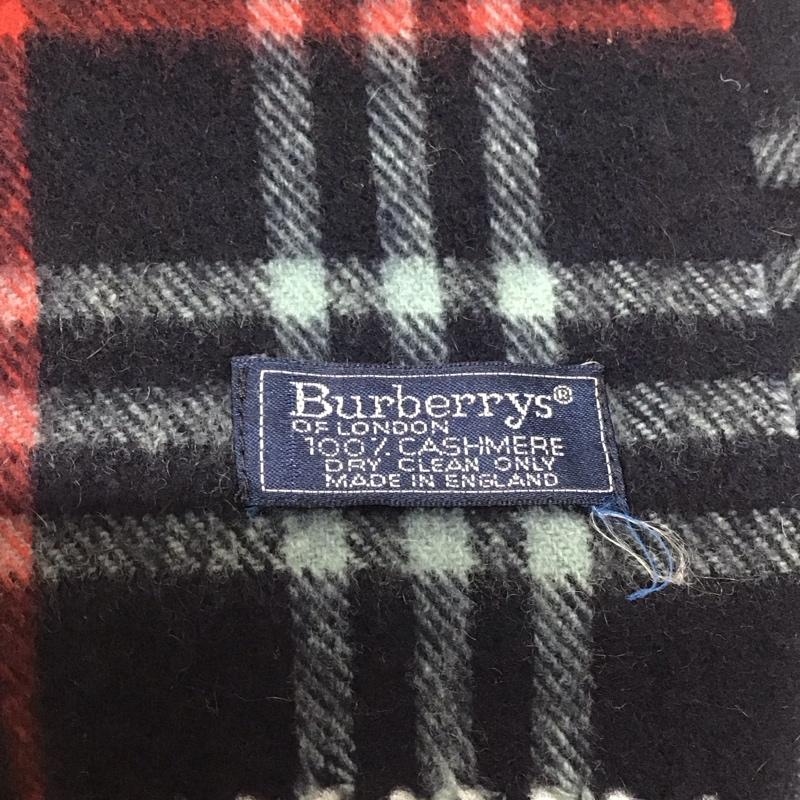 Burberrys®
OF LONDON
100% CASHMERE
DRY CLEAN ONLY
MADE IN ENGLAND